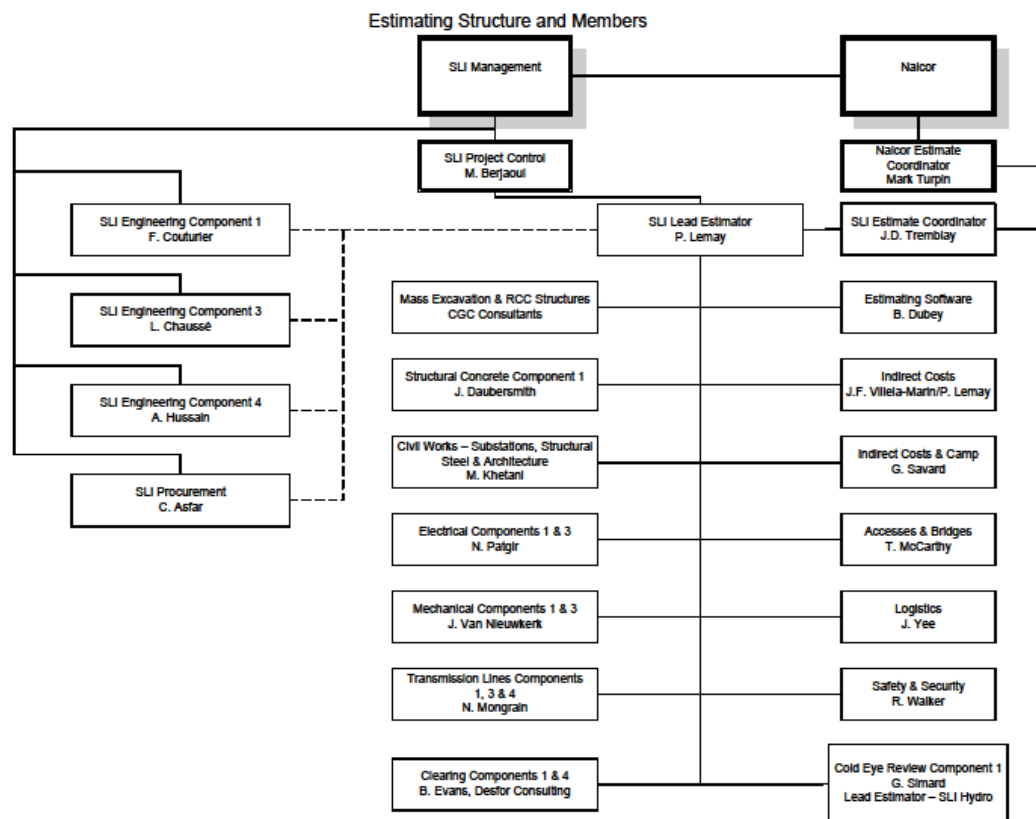 Estimating Structure and Members
SLI Management
Nalcor
SLI Project Control
M. Berjaoui
Nalcor Estimate
Coordinator
Mark Turpin
SLI Engineering Component 1
F. Couturier
SLI Lead Estimator
P. Lemay
SLI Estimate Coordinator
J.D. Tremblay
SLI Engineering Component 3
L. Chaussé
Mass Excavation & RCC Structures
CGC Consultants
Estimating Software
B. Dubey
Structural Concrete Component 1
J. Daubersmith
Indirect Costs
J.F. Villela-Marin/P. Lemay
SLI Engineering Component 4
A. Hussain
Civil Works – Substations, Structural
Steel & Architecture
M. Khetani
Indirect Costs & Camp
G. Savard
SLI Procurement
C. Asfar
Electrical Components 1 & 3
N. Patgir
Accesses & Bridges
T. McCarthy
Mechanical Components 1 & 3
J. Van Nieuwkerk
Logistics
J. Yee
Transmission Lines Components
1, 3 & 4
N. Mongrain
Safety & Security
R. Walker
Clearing Components 1 & 4
B. Evans, Desfor Consulting
Cold Eye Review Component 1
G. Simard
Lead Estimator – SLI Hydro